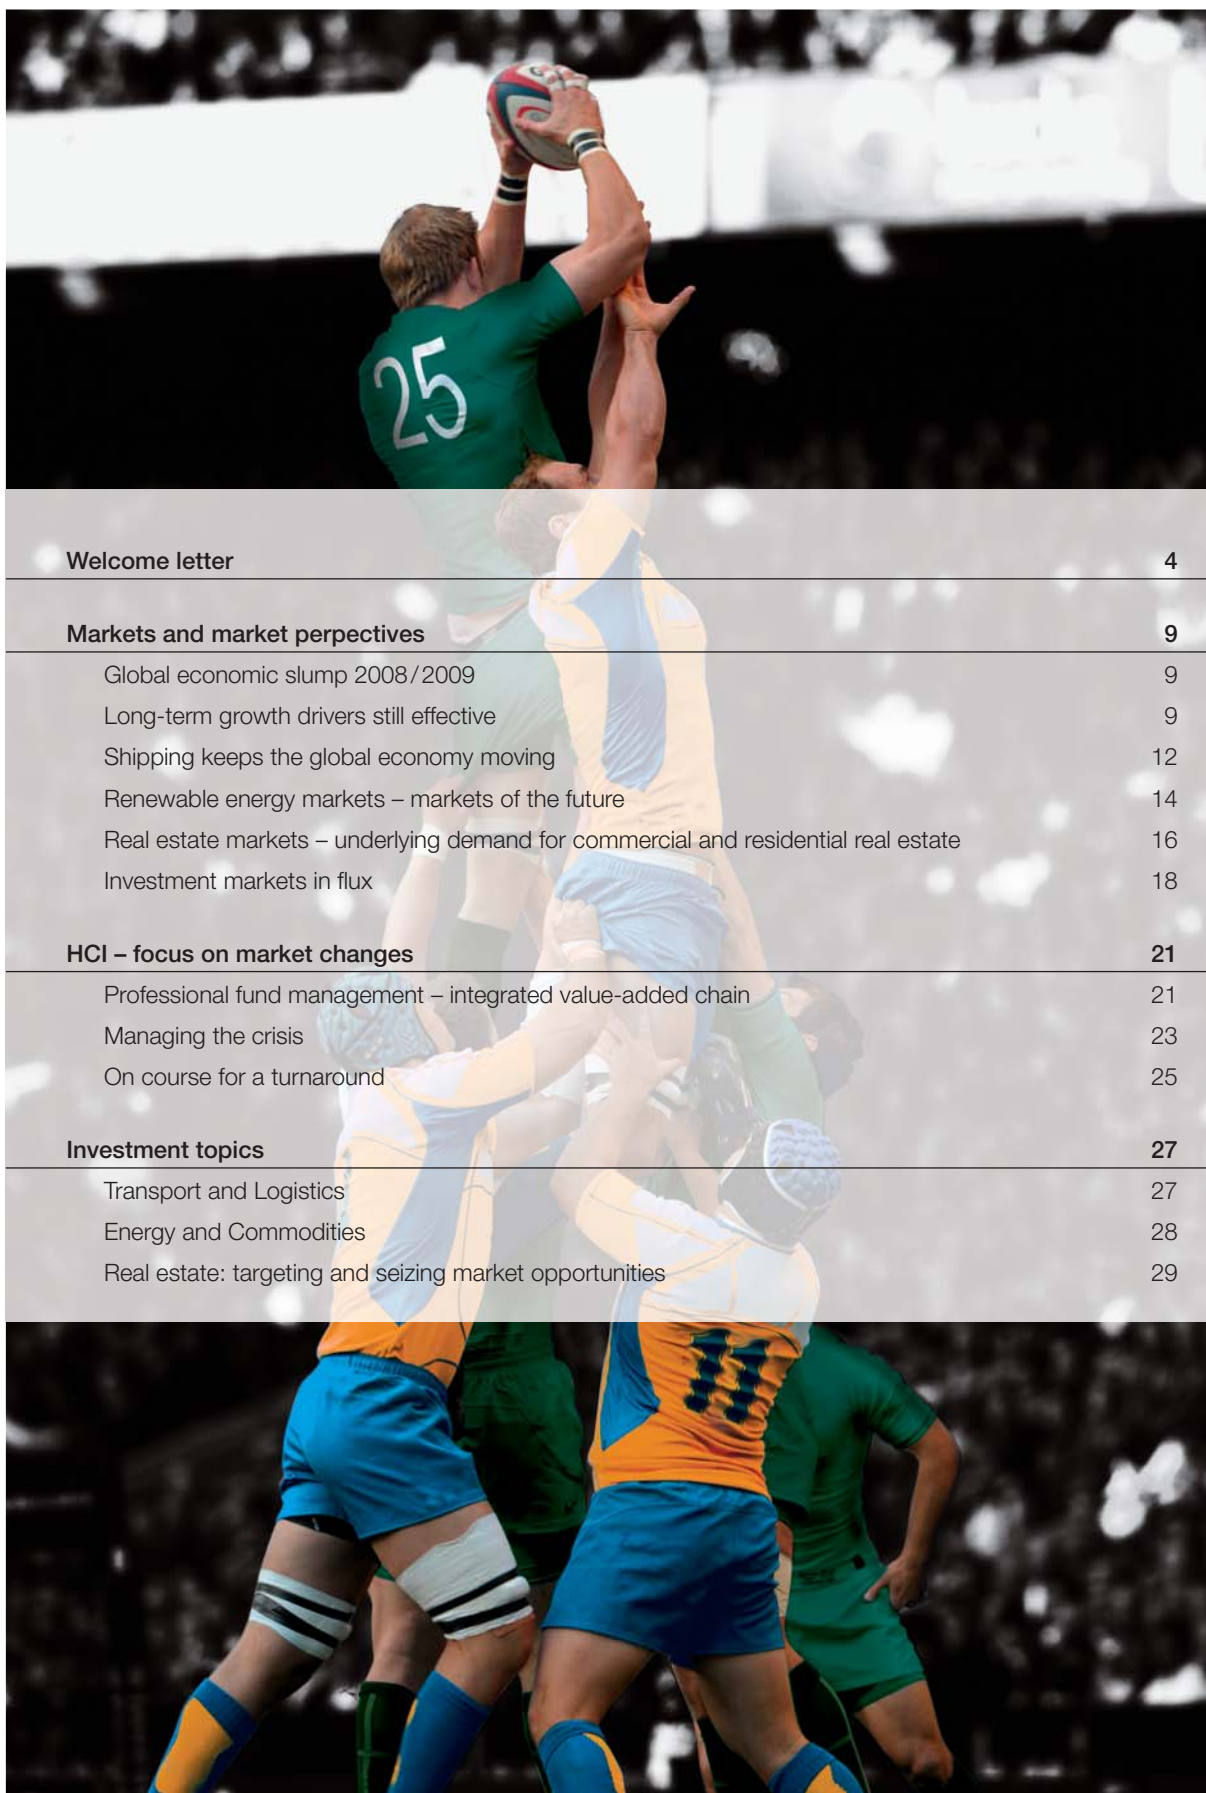 25
Welcome letter 4
Markets and market perpectives 9
Global economic slump 2008/2009 9
Long-term growth drivers still effective 9
Shipping keeps the global economy moving 12
Renewable energy markets – markets of the future 14
Real estate markets – underlying demand for commercial and residential real estate 16
Investment markets in flux 18
HCI – focus on market changes 21
Professional fund management – integrated value-added chain 21
Managing the crisis 23
On course for a turnaround 25
Investment topics 27
Transport and Logistics 27
Energy and Commodities 28
Real estate: targeting and seizing market opportunities 29
11